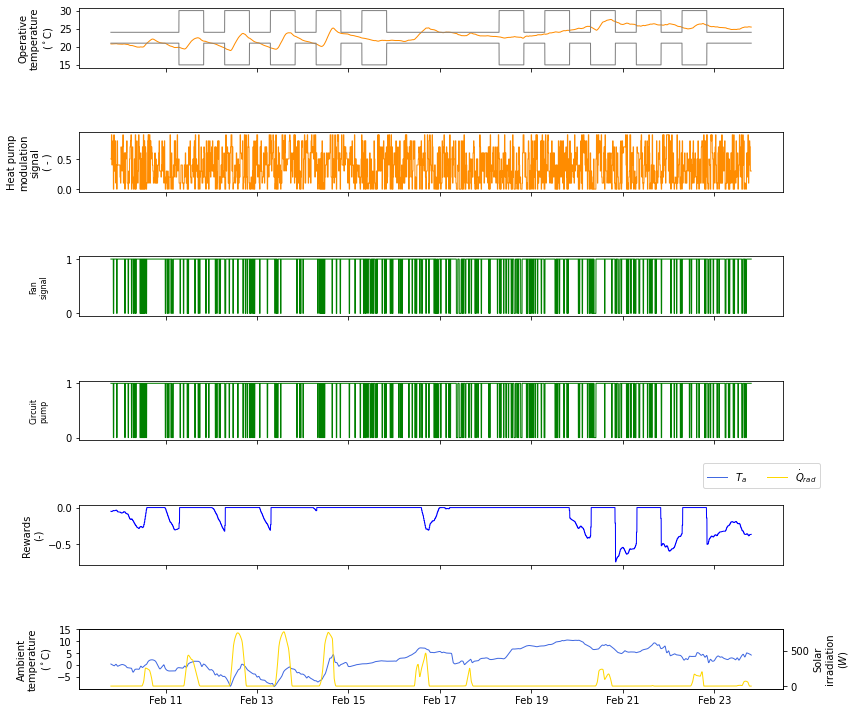 Operative
temperature
(°C)
30
25
20
15
Heat pump
modulation
signal
( - )
0.5
0.0
Fan
signal
1
0
Circuit
pump
1
0
T_a Q̇_rad
Rewards
(-)
0.0
−0.5
Ambient
temperature
(°C)
15
10
5
0
−5
500
0
Solar
irradiation
(W)
Feb 11 Feb 13 Feb 15 Feb 17 Feb 19 Feb 21 Feb 23